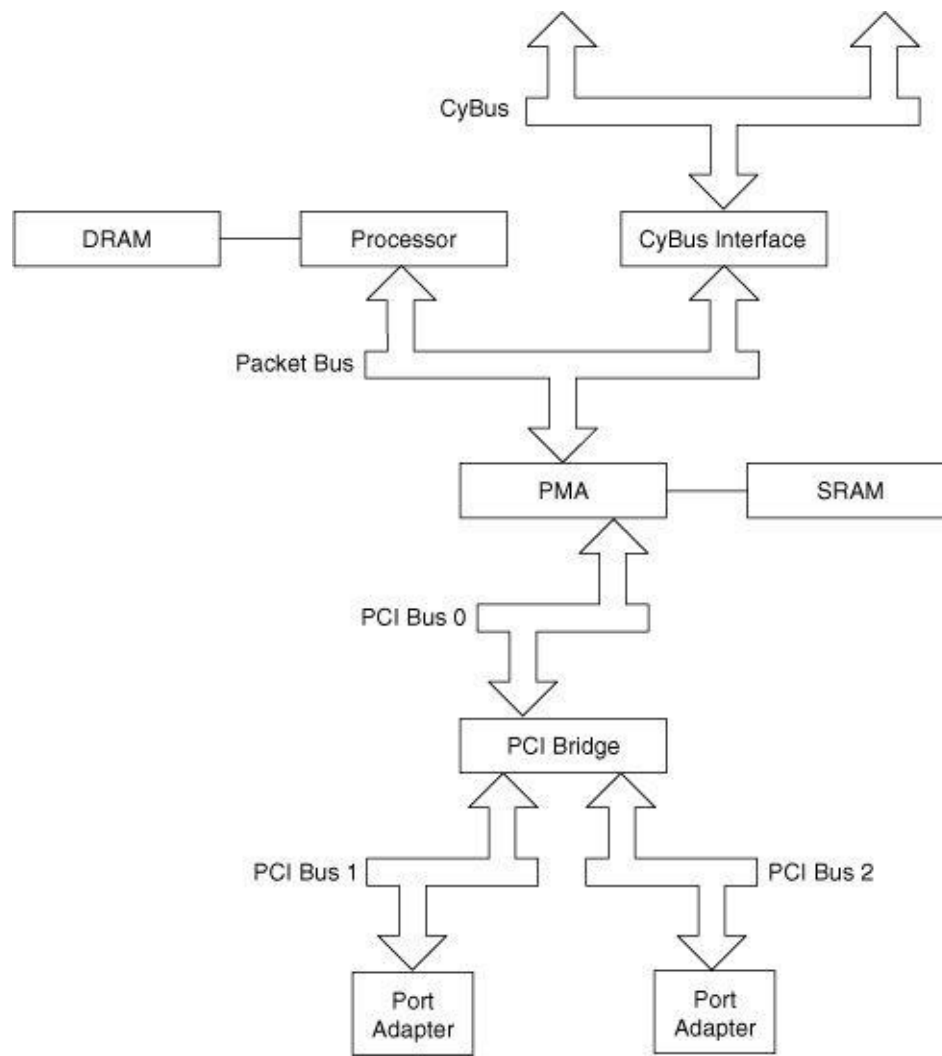 CyBus
DRAM
Processor
CyBus Interface
Packet Bus
PMA
SRAM
PCI Bus 0
PCI Bridge
PCI Bus 1
PCI Bus 2
Port
Adapter
Port
Adapter